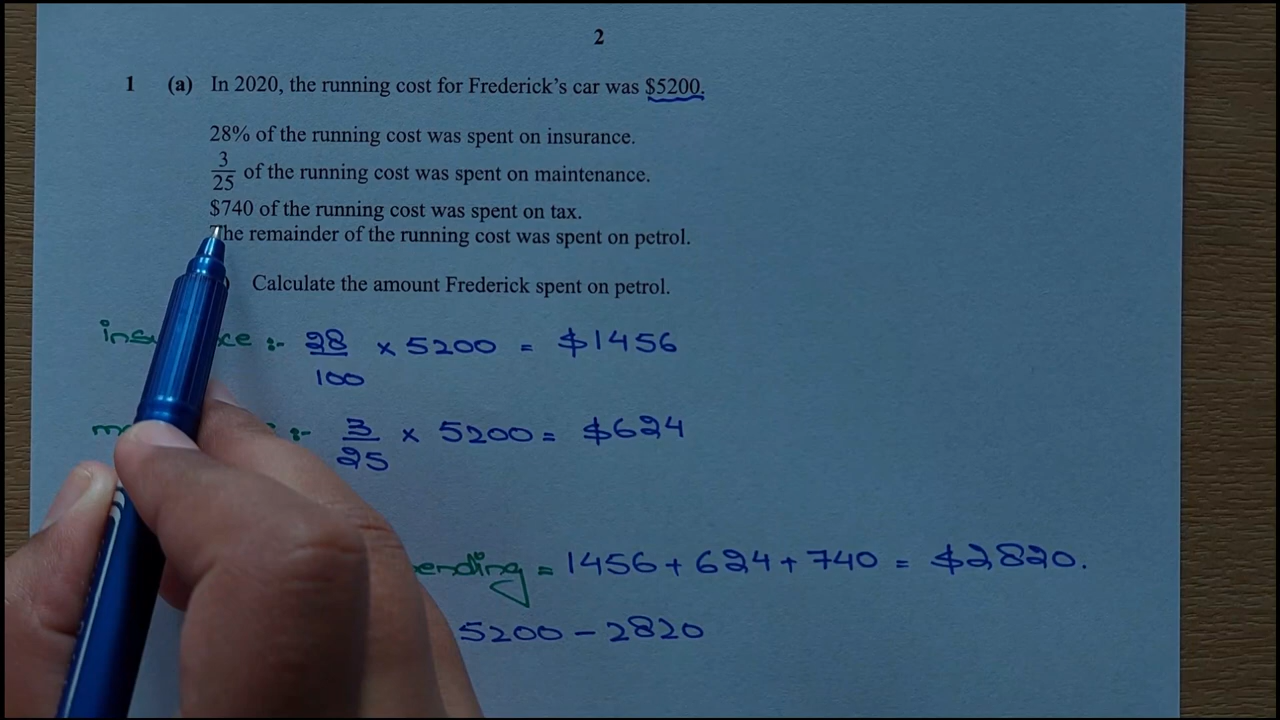 2
1 (a) In 2020, the running cost for Frederick's car was $5200.
28% of the running cost was spent on insurance.
3/25 of the running cost was spent on maintenance.
$740 of the running cost was spent on tax.
The remainder of the running cost was spent on petrol.
Calculate the amount Frederick spent on petrol.
:- 28/100 × 5200 = $1456
:- 3/25 × 5200 = $624
ending = 1456 + 624 + 740 = $2820.
5200 - 2820